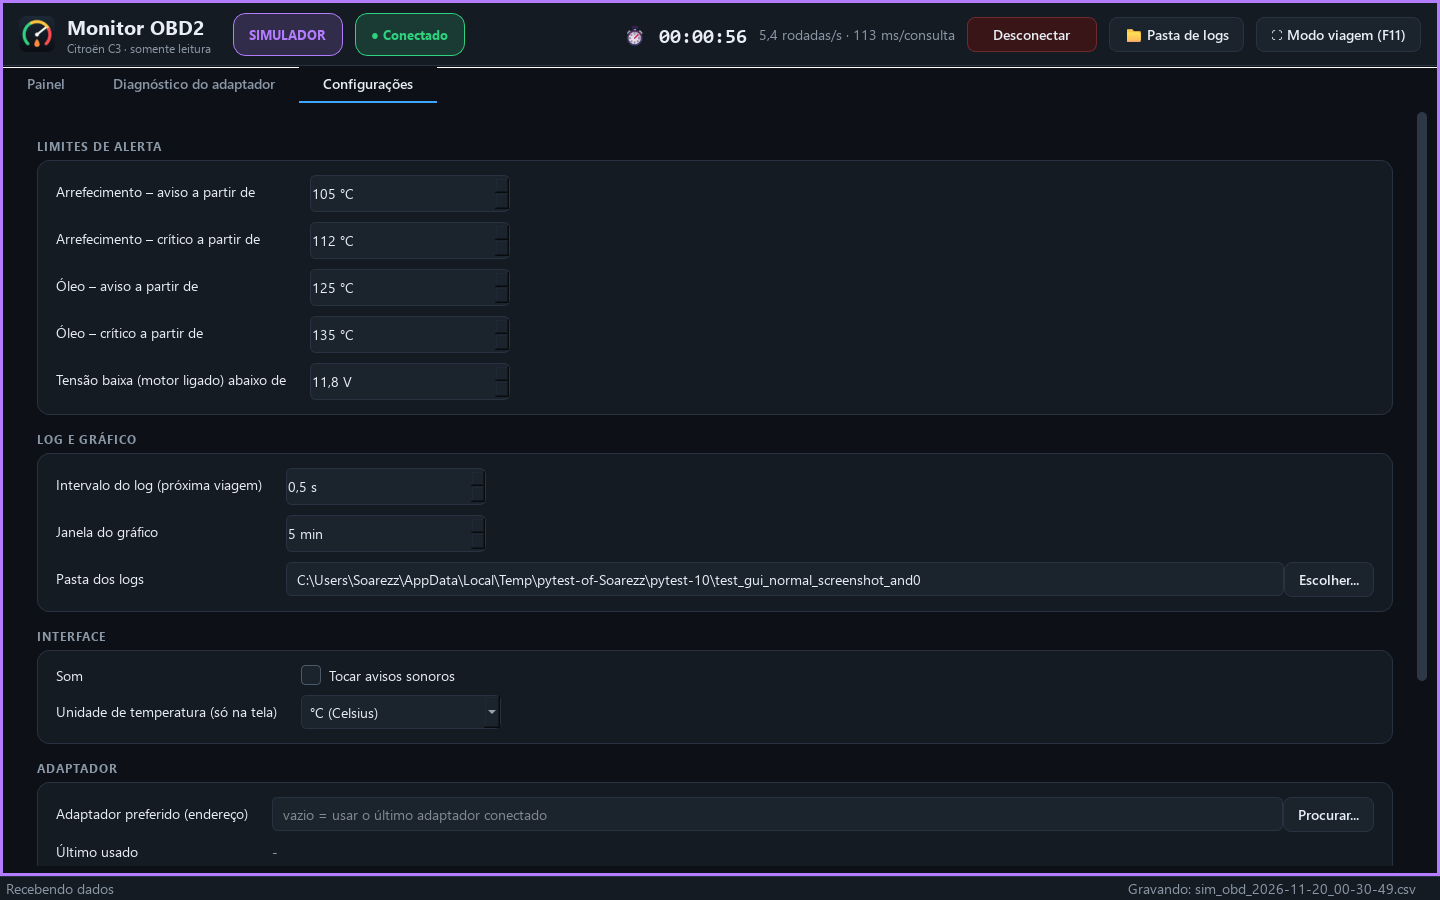 Monitor OBD2
Citroën C3 · somente leitura
SIMULADOR
● Conectado
00:00:56
5,4 rodadas/s · 113 ms/consulta
Desconectar
Pasta de logs
Modo viagem (F11)
Painel
Diagnóstico do adaptador
Configurações
LIMITES DE ALERTA
Arrefecimento – aviso a partir de
105 °C
Arrefecimento – crítico a partir de
112 °C
Óleo – aviso a partir de
125 °C
Óleo – crítico a partir de
135 °C
Tensão baixa (motor ligado) abaixo de
11,8 V
LOG E GRÁFICO
Intervalo do log (próxima viagem)
0,5 s
Janela do gráfico
5 min
Pasta dos logs
C:\Users\Soarezz\AppData\Local\Temp\pytest-of-Soarezz\pytest-10\test_gui_normal_screenshot_and0
Escolher...
INTERFACE
Som
Tocar avisos sonoros
Unidade de temperatura (só na tela)
°C (Celsius)
ADAPTADOR
Adaptador preferido (endereço)
vazio = usar o último adaptador conectado
Procurar...
Último usado
-
Recebendo dados
Gravando: sim_obd_2026-11-20_00-30-49.csv